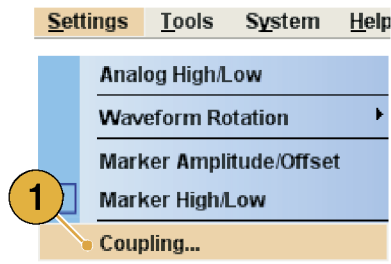 Settings Tools System Help
Analog High/Low
Waveform Rotation
Marker Amplitude/Offset
Marker High/Low
1
Coupling...